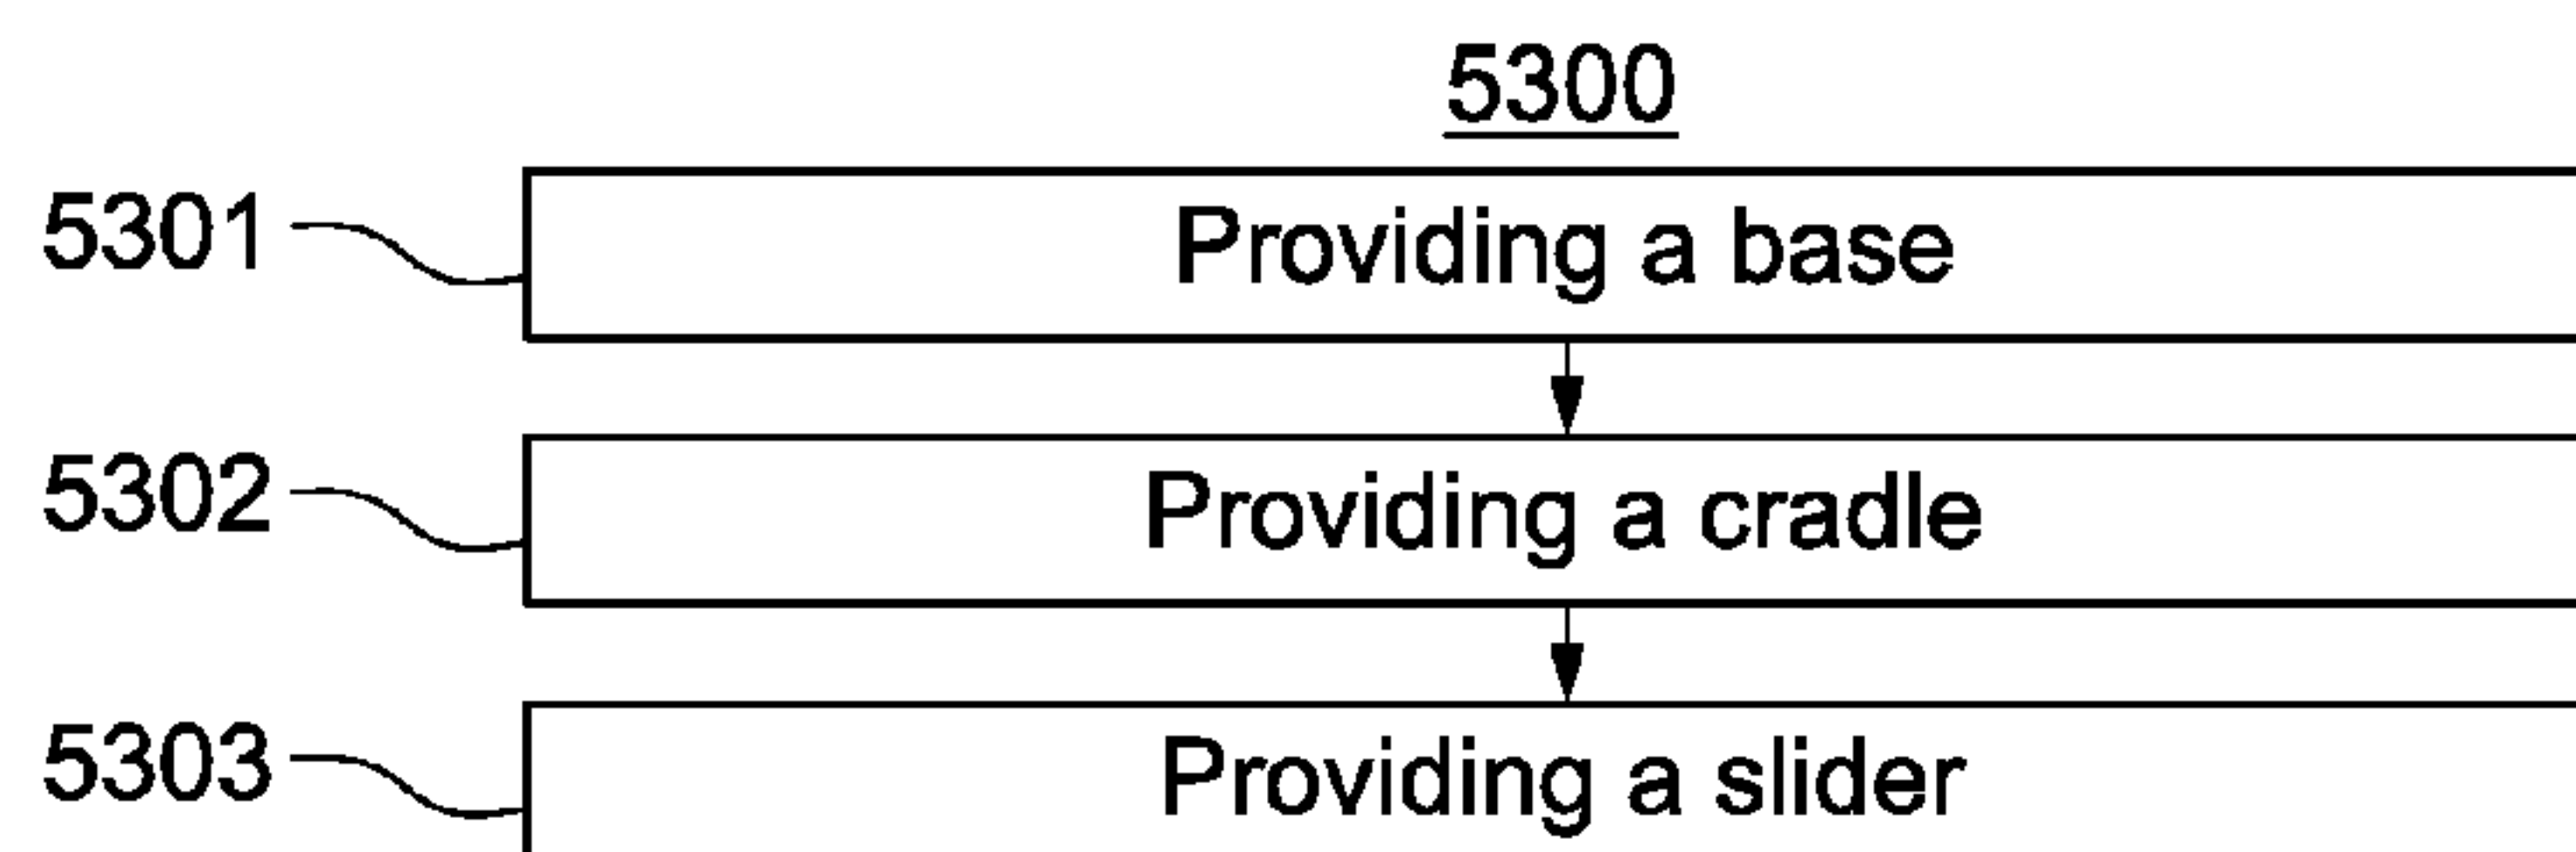 5300
5301 Providing a base
5302 Providing a cradle
5303 Providing a slider